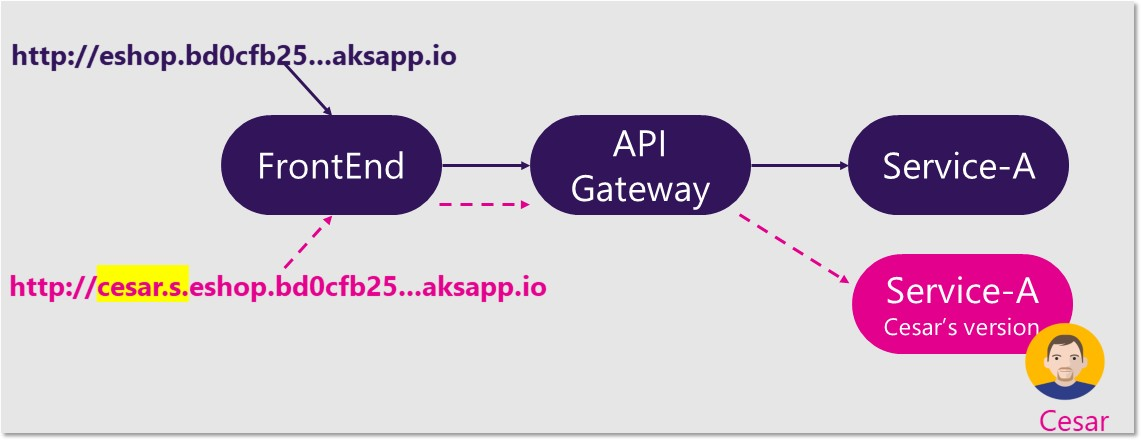 http://eshop.bd0cfb25...aksapp.io
FrontEnd
API
Gateway
Service-A
http://cesar.s.eshop.bd0cfb25...aksapp.io
Service-A
Cesar's version
Cesar